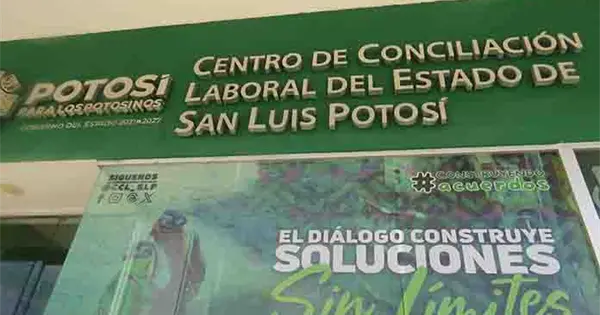 POTOSÍ
PARA LOS POTOSINOS
GOBIERNO DEL ESTADO 2021-2027
CENTRO DE CONCILIACIÓN
LABORAL DEL ESTADO DE
SAN LUIS POTOSÍ
SÍGUENOS
@CCL_SLP
#CONSTRUYENDO
acuerdos
EL DIÁLOGO CONSTRUYE
SOLUCIONES
Sin límites